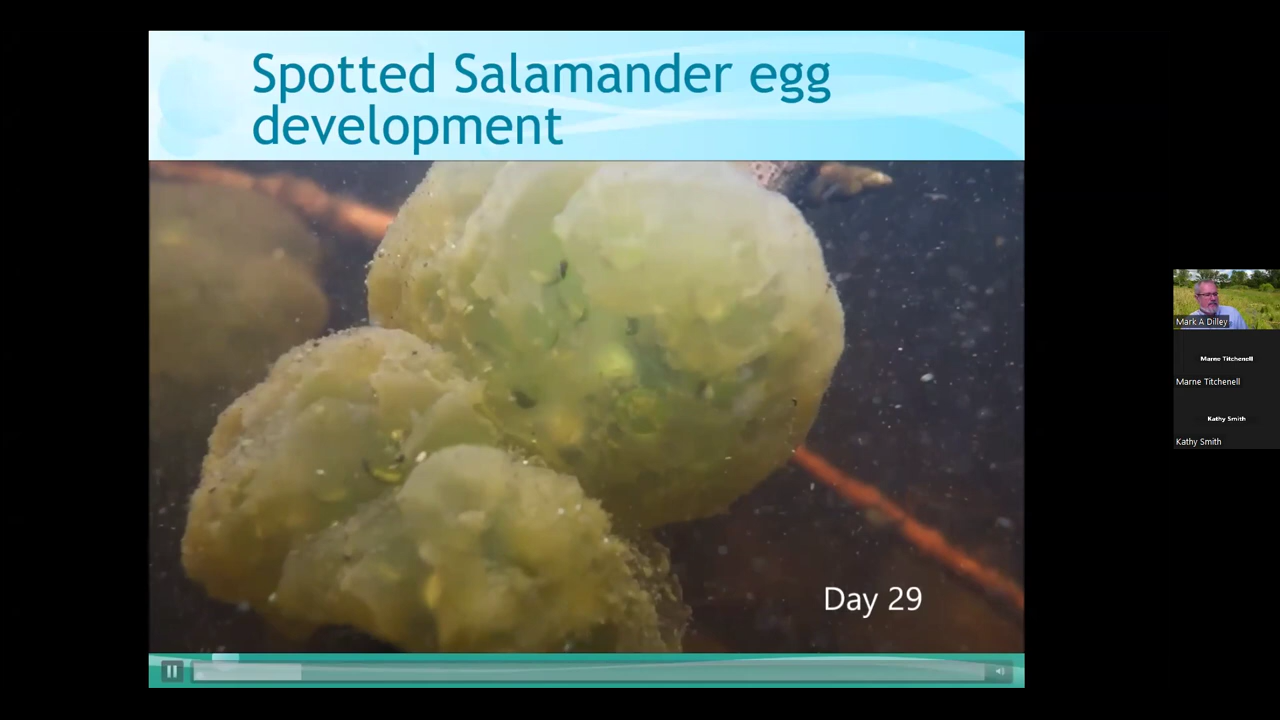 Spotted Salamander egg
development
Day 29
Mark A Dilley
Marne Titchenell
Marne Titchenell
Kathy Smith
Kathy Smith